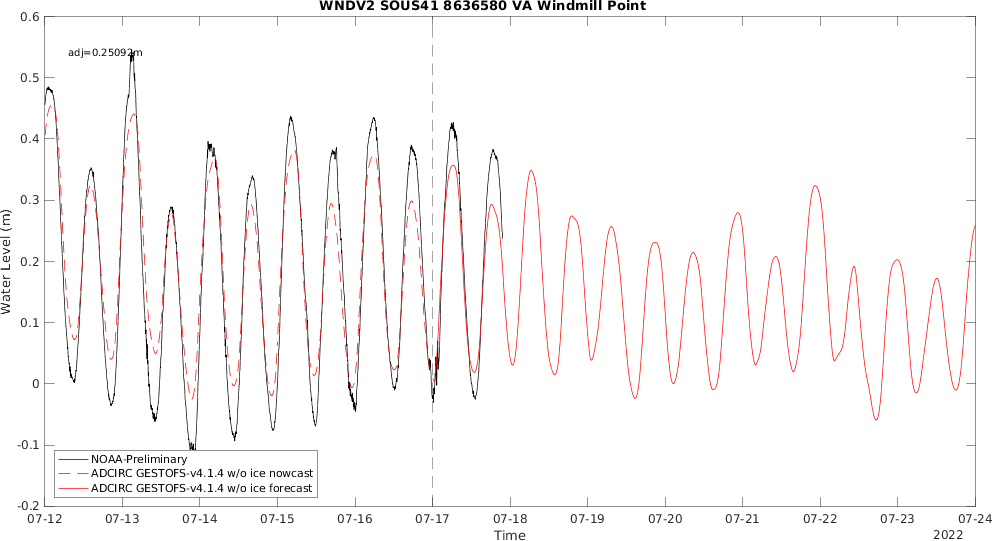 WNDV2 SOUS41 8636580 VA Windmill Point
0.6
0.5
0.4
0.3
0.2
0.1
0
-0.1
-0.2
Water Level (m)
adj=0.25092m
NOAA-Preliminary
ADCIRC GESTOFS-v4.1.4 w/o ice nowcast
ADCIRC GESTOFS-v4.1.4 w/o ice forecast
07-12 07-13 07-14 07-15 07-16 07-17 07-18 07-19 07-20 07-21 07-22 07-23 07-24
Time
2022